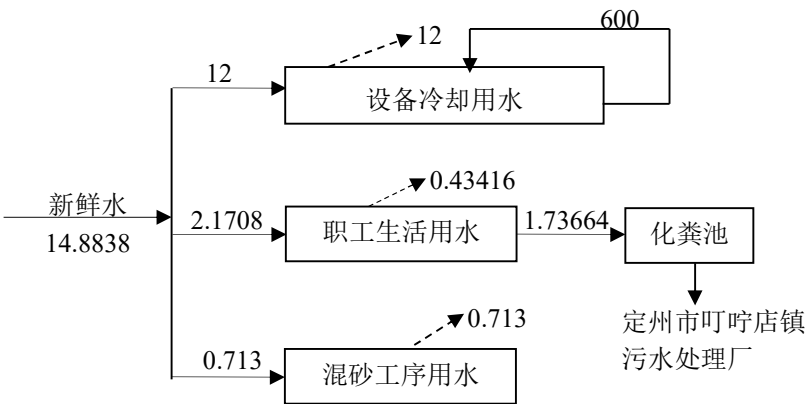 600
12
12
设备冷却用水
0.43416
新鲜水
14.8838
2.1708
职工生活用水
1.73664
化粪池
0.713
定州市叮咛店镇
污水处理厂
0.713
混砂工序用水